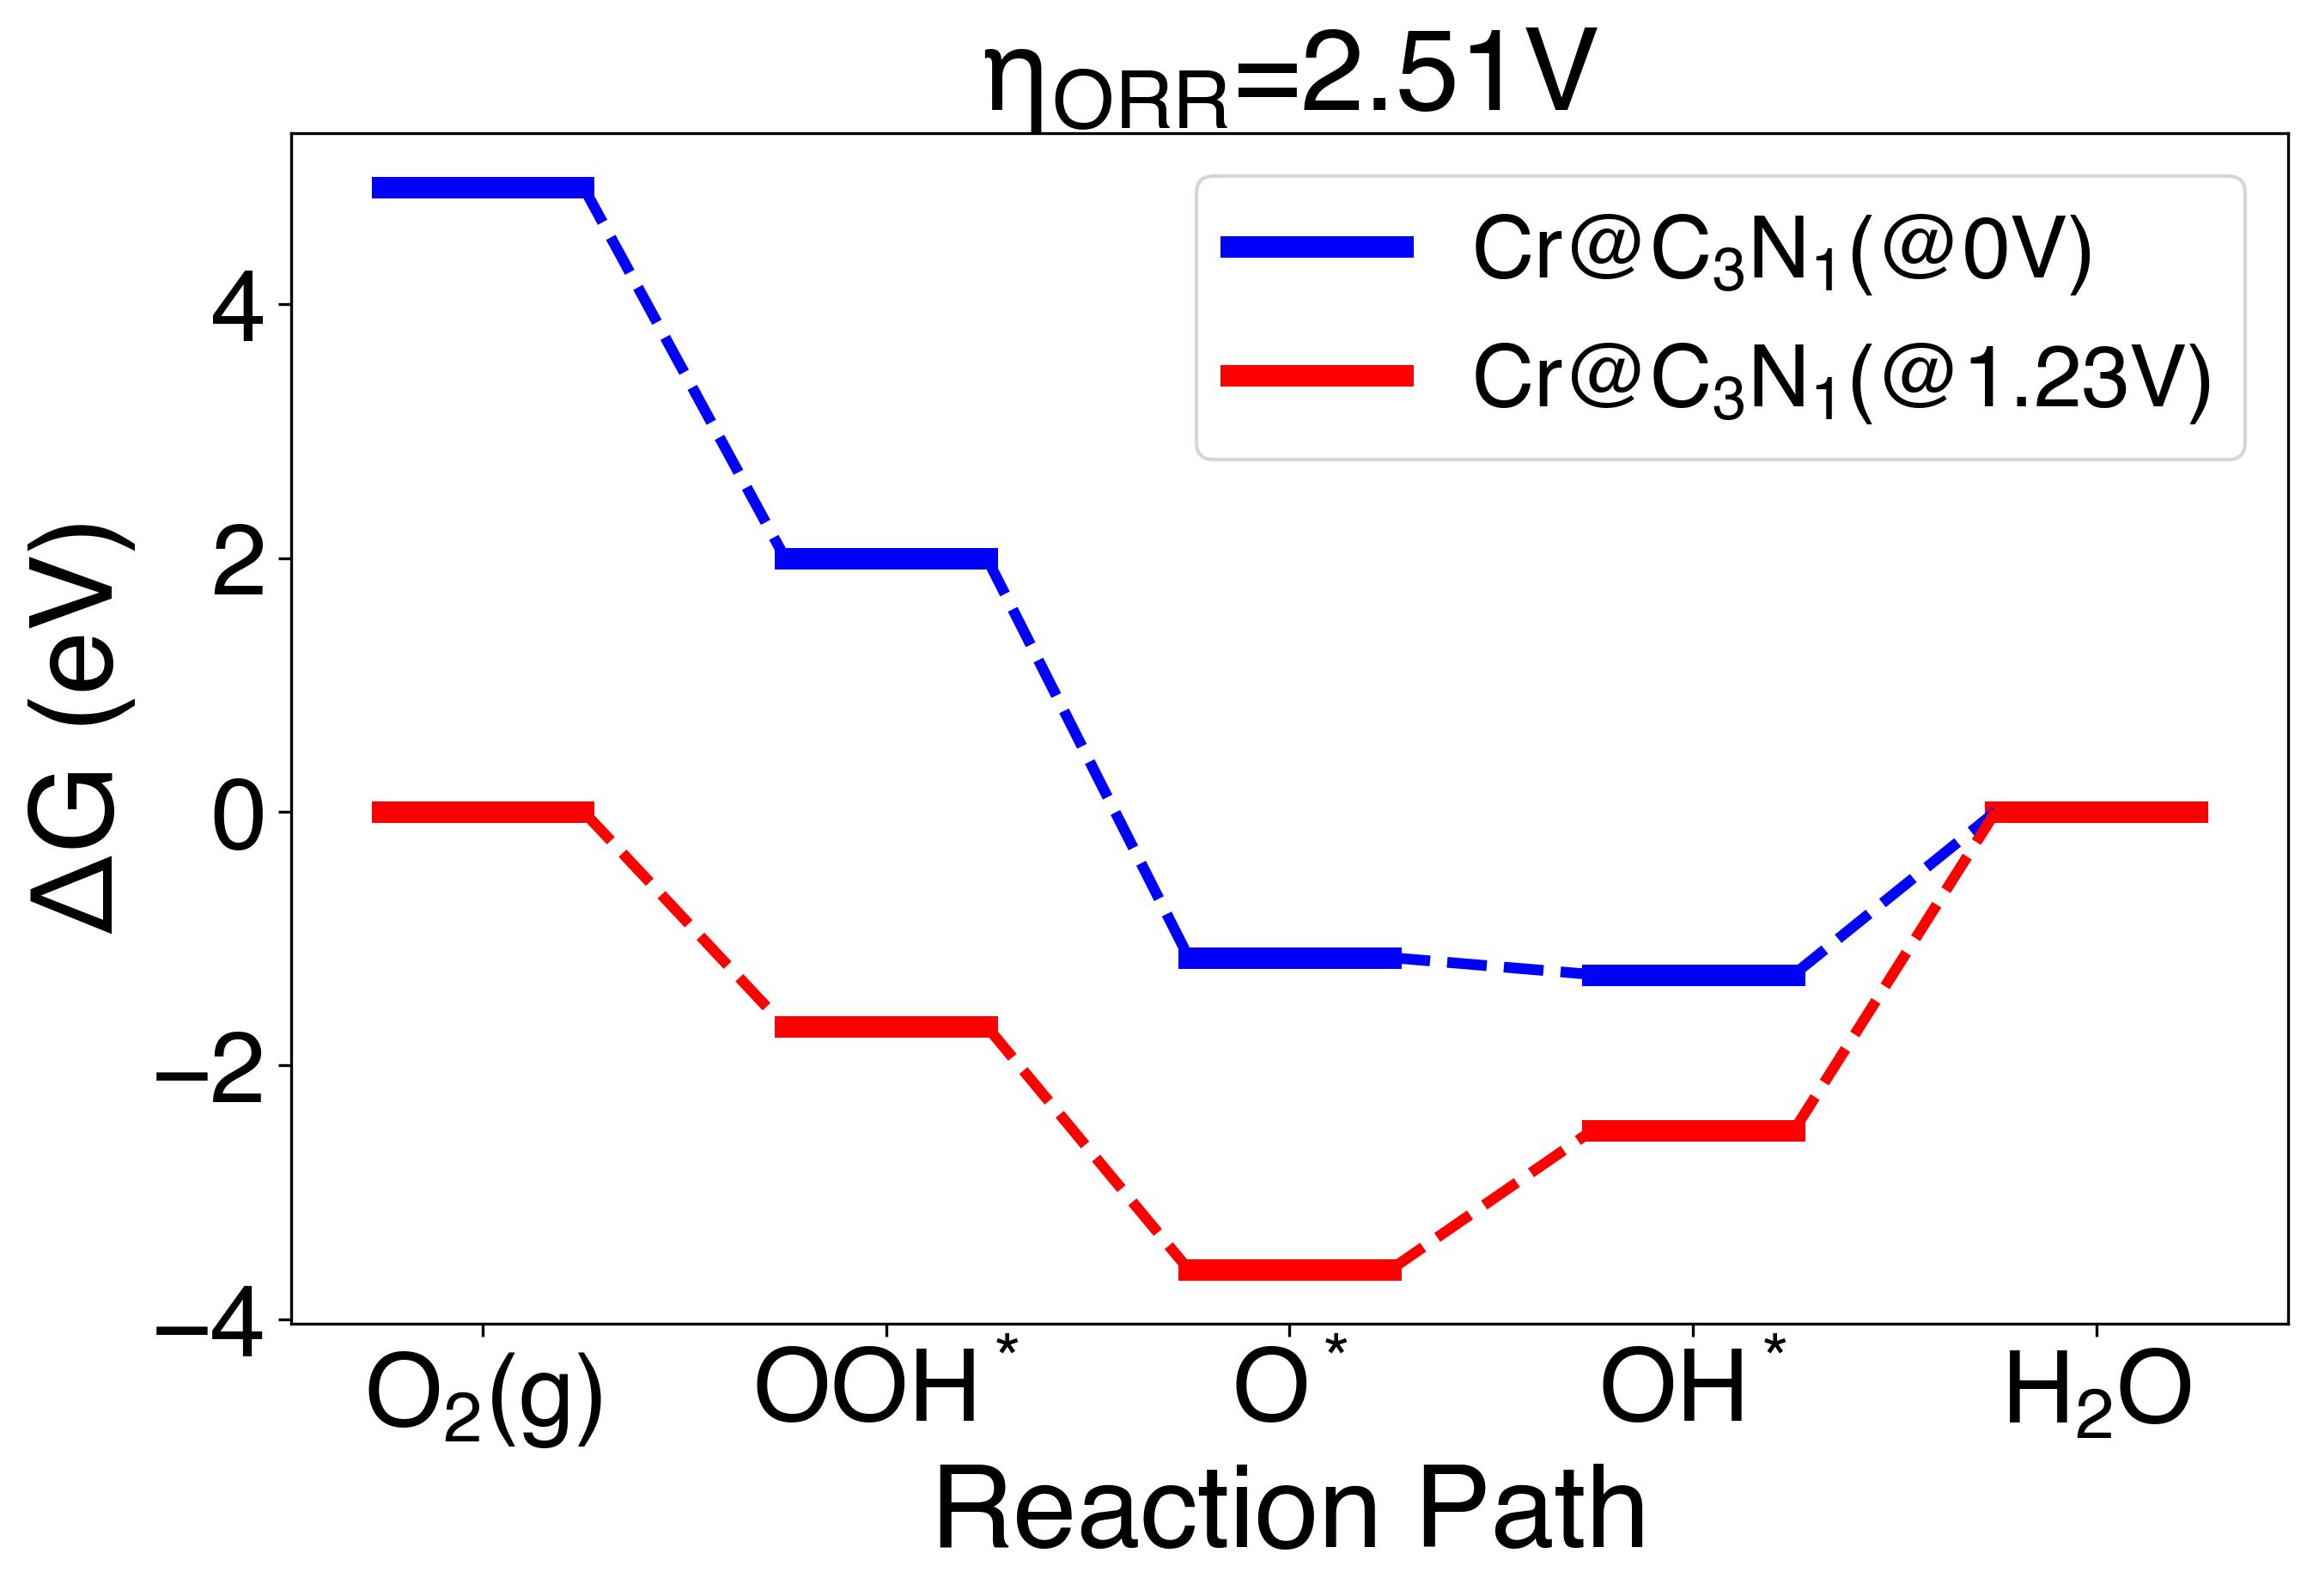 η_ORR=2.51V
Cr@C₃N₁(@0V)
Cr@C₃N₁(@1.23V)
ΔG (eV)
4
2
0
−2
−4
O₂(g) OOH* O* OH* H₂O
Reaction Path